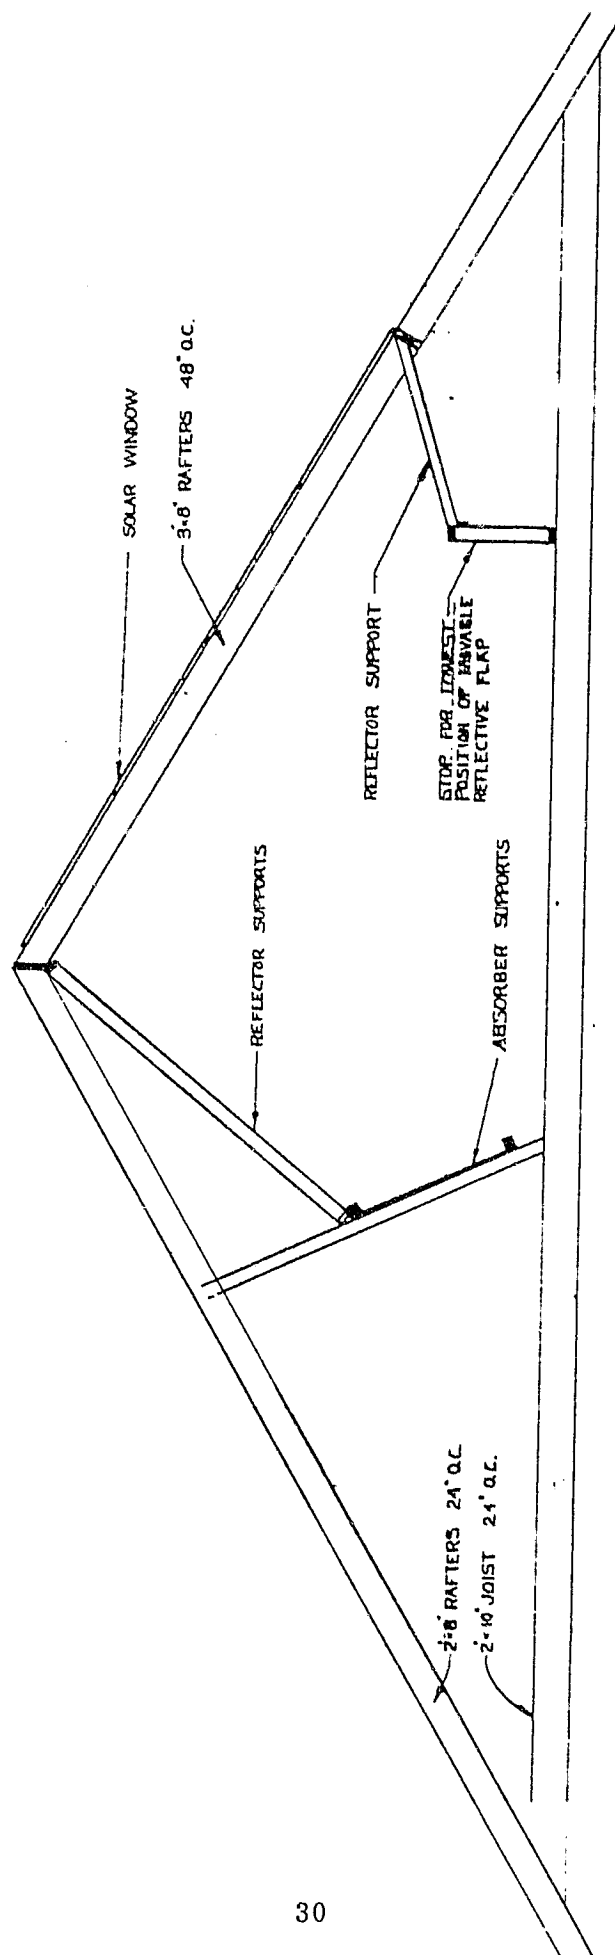 SOLAR WINDOW
3"×8" RAFTERS 48" O.C.
REFLECTOR SUPPORT
STOP FOR LOWEST
POSITION OF MOVABLE
REFLECTIVE FLAP
REFLECTOR SUPPORTS
ABSORBER SUPPORTS
2"×8" RAFTERS 24" O.C.
2"×10" JOIST 24" O.C.
30